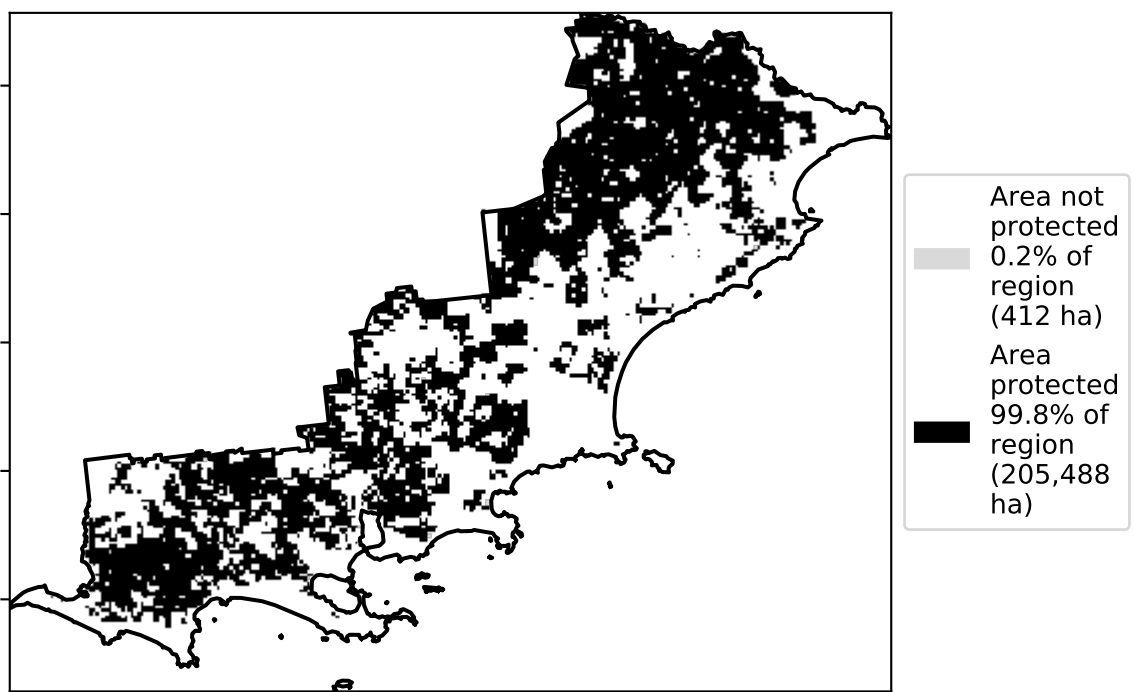 Area not
protected
0.2% of
region
(412 ha)
Area
protected
99.8% of
region
(205,488
ha)